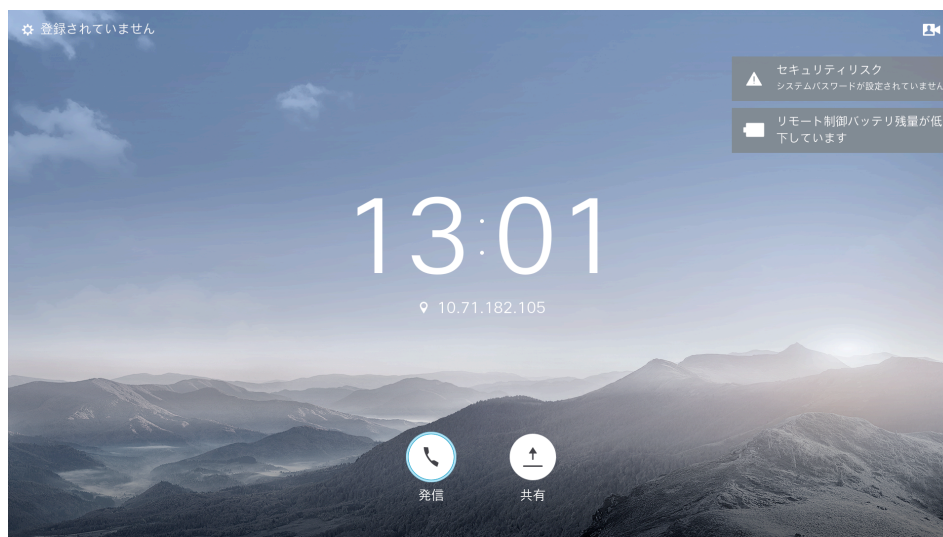 登録されていません
セキュリティリスク
システムパスワードが設定されていません
リモート制御バッテリ残量が低
下しています
13:01
10.71.182.105
発信
共有